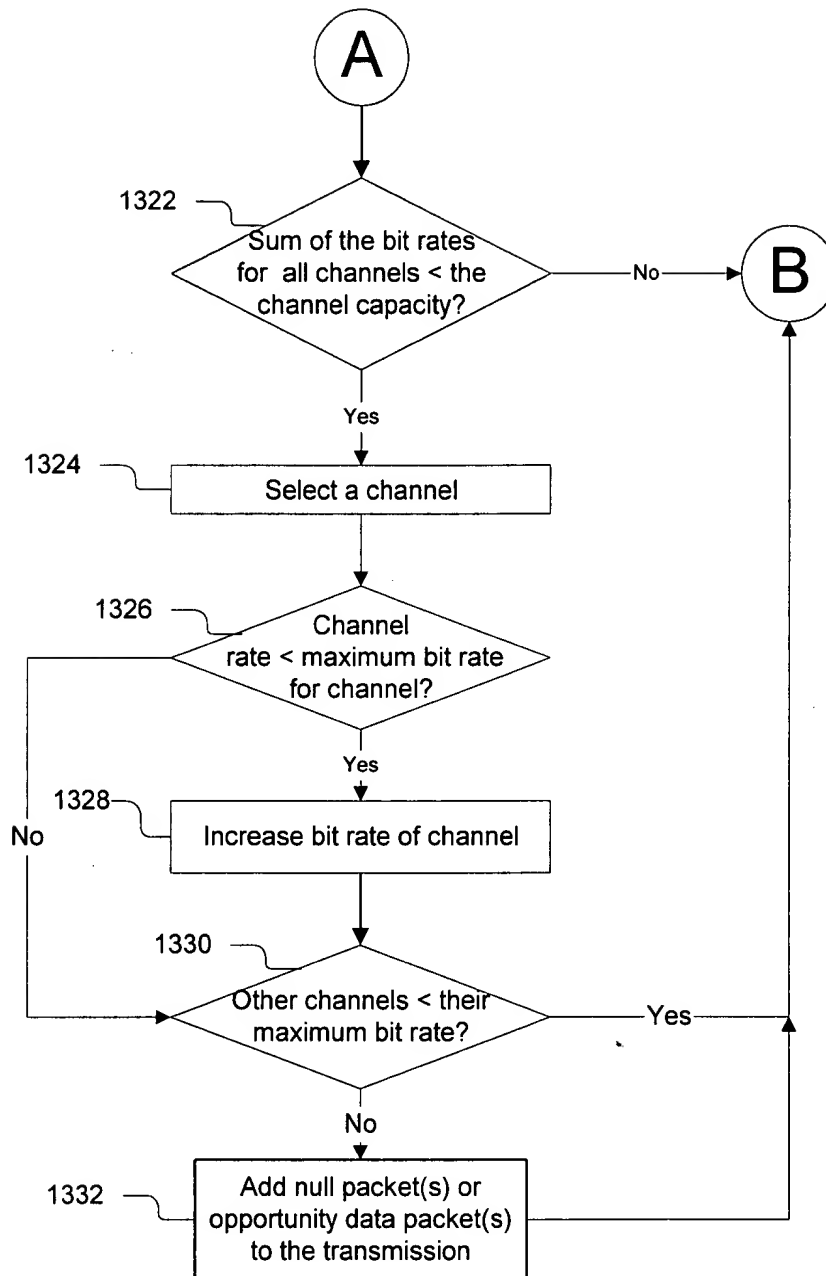 A
1322
Sum of the bit rates
for all channels < the
channel capacity?
No
B
Yes
1324
Select a channel
1326
Channel
rate < maximum bit rate
for channel?
Yes
1328
No
Increase bit rate of channel
1330
Other channels < their
maximum bit rate?
Yes
No
1332
Add null packet(s) or
opportunity data packet(s)
to the transmission